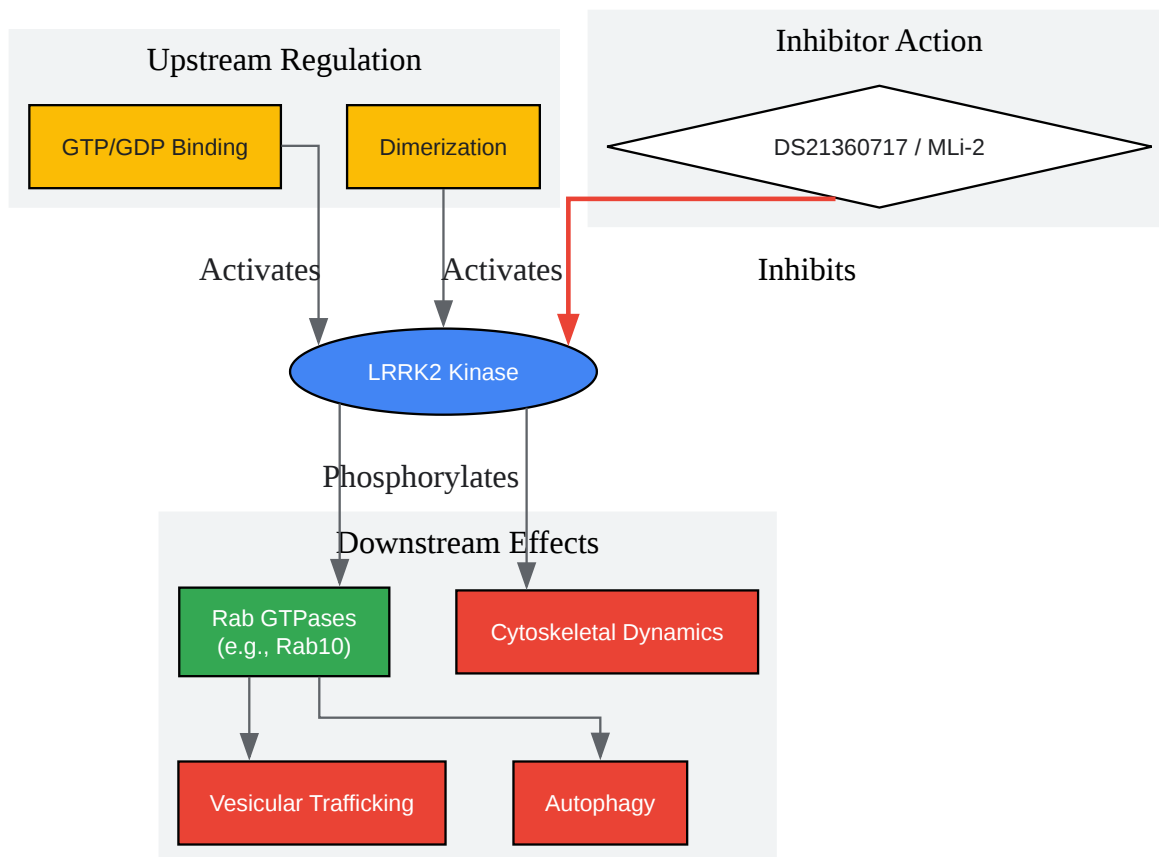 Upstream Regulation
Inhibitor Action
GTP/GDP Binding
Dimerization
DS21360717 / MLi-2
Activates
Activates
Inhibits
LRRK2 Kinase
Phosphorylates
Downstream Effects
Rab GTPases
(e.g., Rab10)
Cytoskeletal Dynamics
Vesicular Trafficking
Autophagy